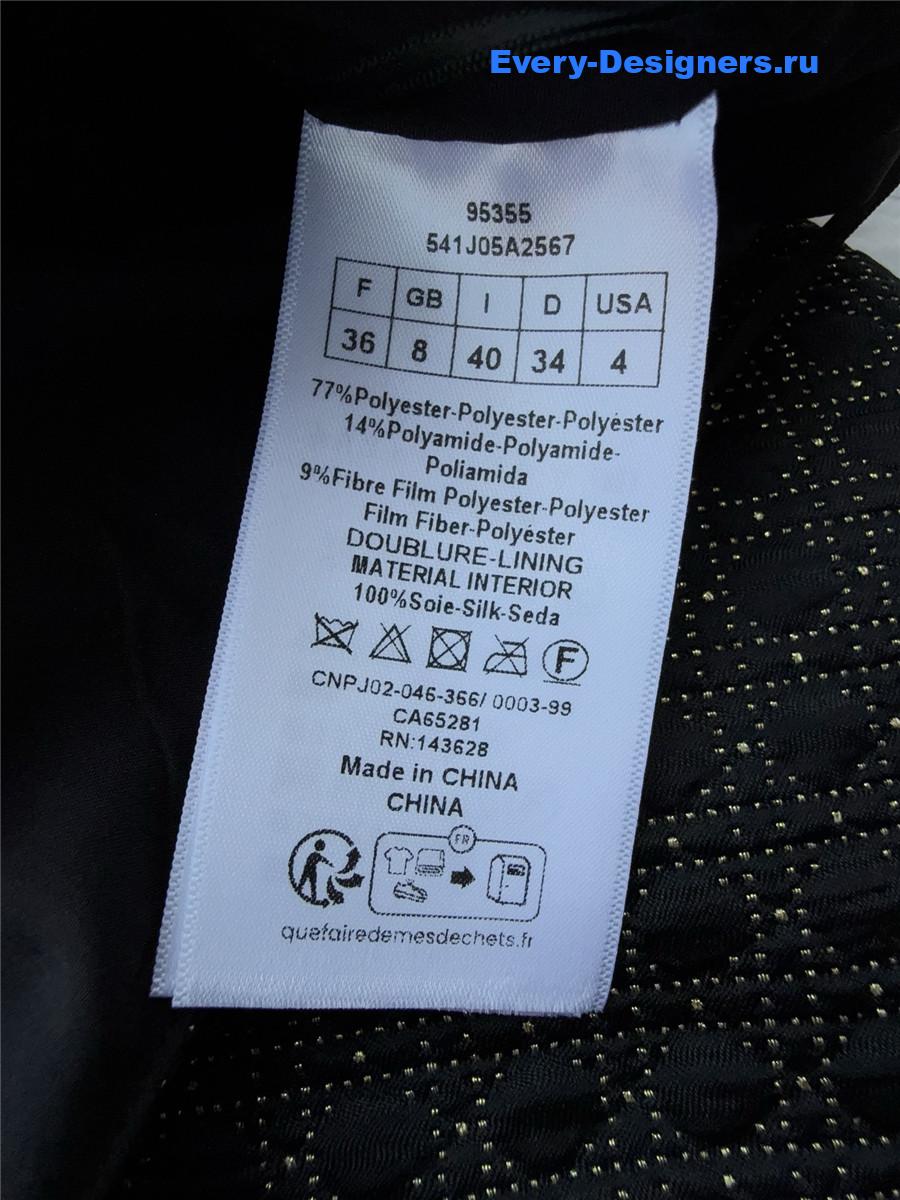 Every-Designers.ru
95355
541J05A2567
F GB I D USA
36 8 40 34 4
77%Polyester-Polyester-Polyéster
14%Polyamide-Polyamide-
Poliamida
9%Fibre Film Polyester-Polyester
Film Fiber-Polyéster
DOUBLURE-LINING
MATERIAL INTERIOR
100%Soie-Silk-Seda
F
CNPJ02-046-366/ 0003-99
CA65281
RN:143628
Made in CHINA
CHINA
FR
quefairedemesdechets.fr